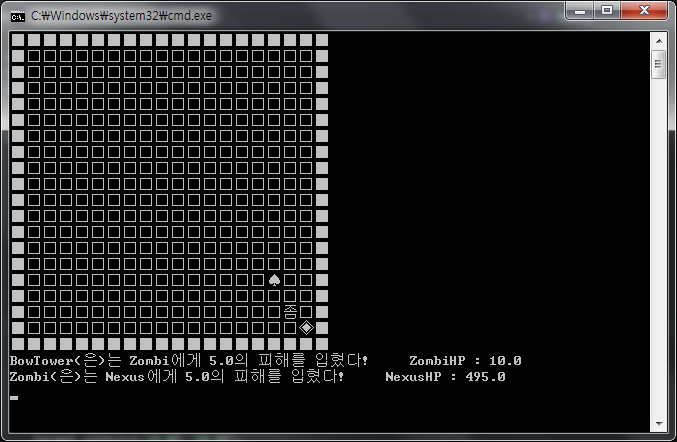 C:₩Windows₩system32₩cmd.exe
좀
BowTower(은)는 Zombi에게 5.0의 피해를 입혔다! ZombiHP : 10.0
Zombi(은)는 Nexus에게 5.0의 피해를 입혔다! NexusHP : 495.0